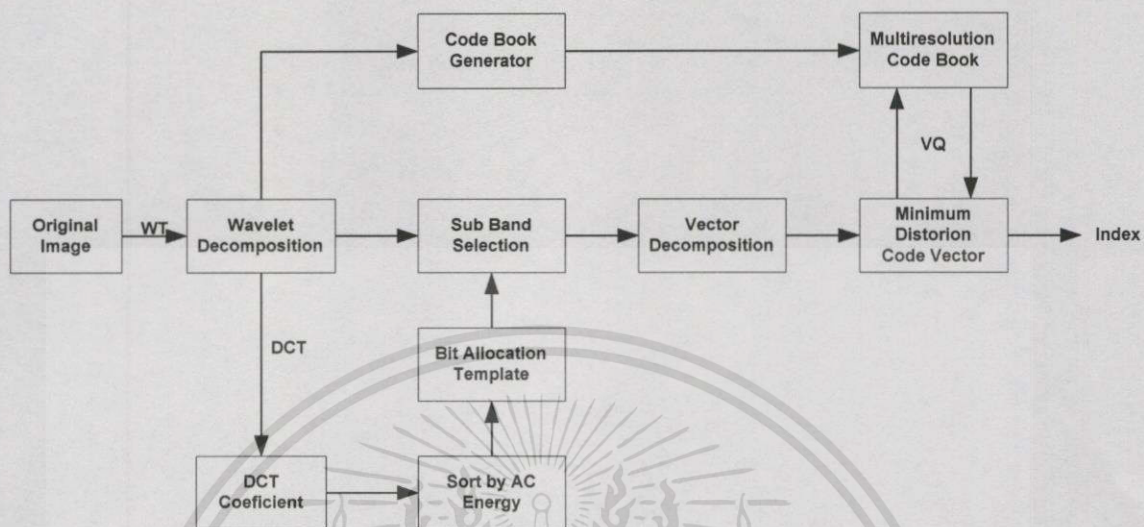 Code Book
Generator
Multiresolution
Code Book
VQ
Original
Image
WT
Wavelet
Decomposition
Sub Band
Selection
Vector
Decomposition
Minimum
Distorion
Code Vector
Index
DCT
Bit Allocation
Template
DCT
Coeficient
Sort by AC
Energy